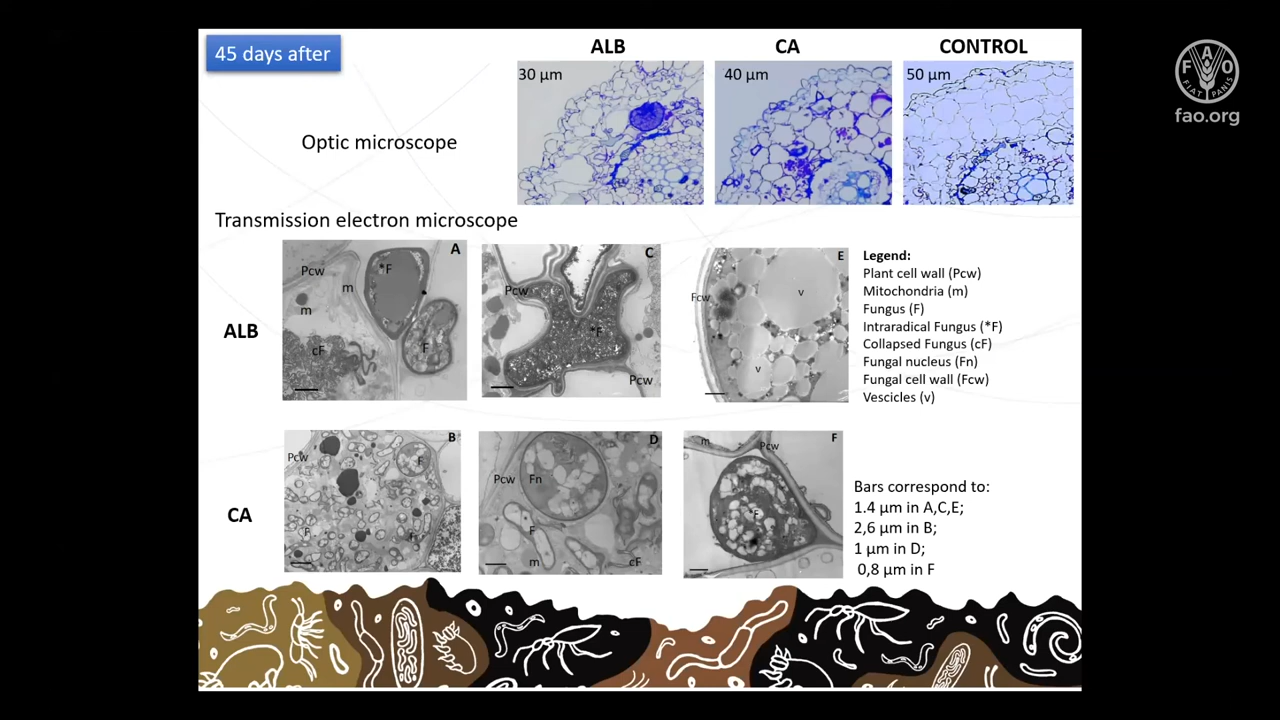 45 days after
ALB
CA
CONTROL
30 µm
40 µm
50 µm
Optic microscope
Transmission electron microscope
ALB
A
Pcw
*F
m
m
cF
F
C
Pcw
*F
Pcw
E
Fcw
v
v
Legend:
Plant cell wall (Pcw)
Mitochondria (m)
Fungus (F)
Intraradical Fungus (*F)
Collapsed Fungus (cF)
Fungal nucleus (Fn)
Fungal cell wall (Fcw)
Vescicles (v)
CA
B
Pcw
F
F
F
D
Pcw
Fn
F
m
cF
F
m
Pcw
F
Bars correspond to:
1.4 µm in A,C,E;
2,6 µm in B;
1 µm in D;
0,8 µm in F
F A O
FIAT PANIS
fao.org